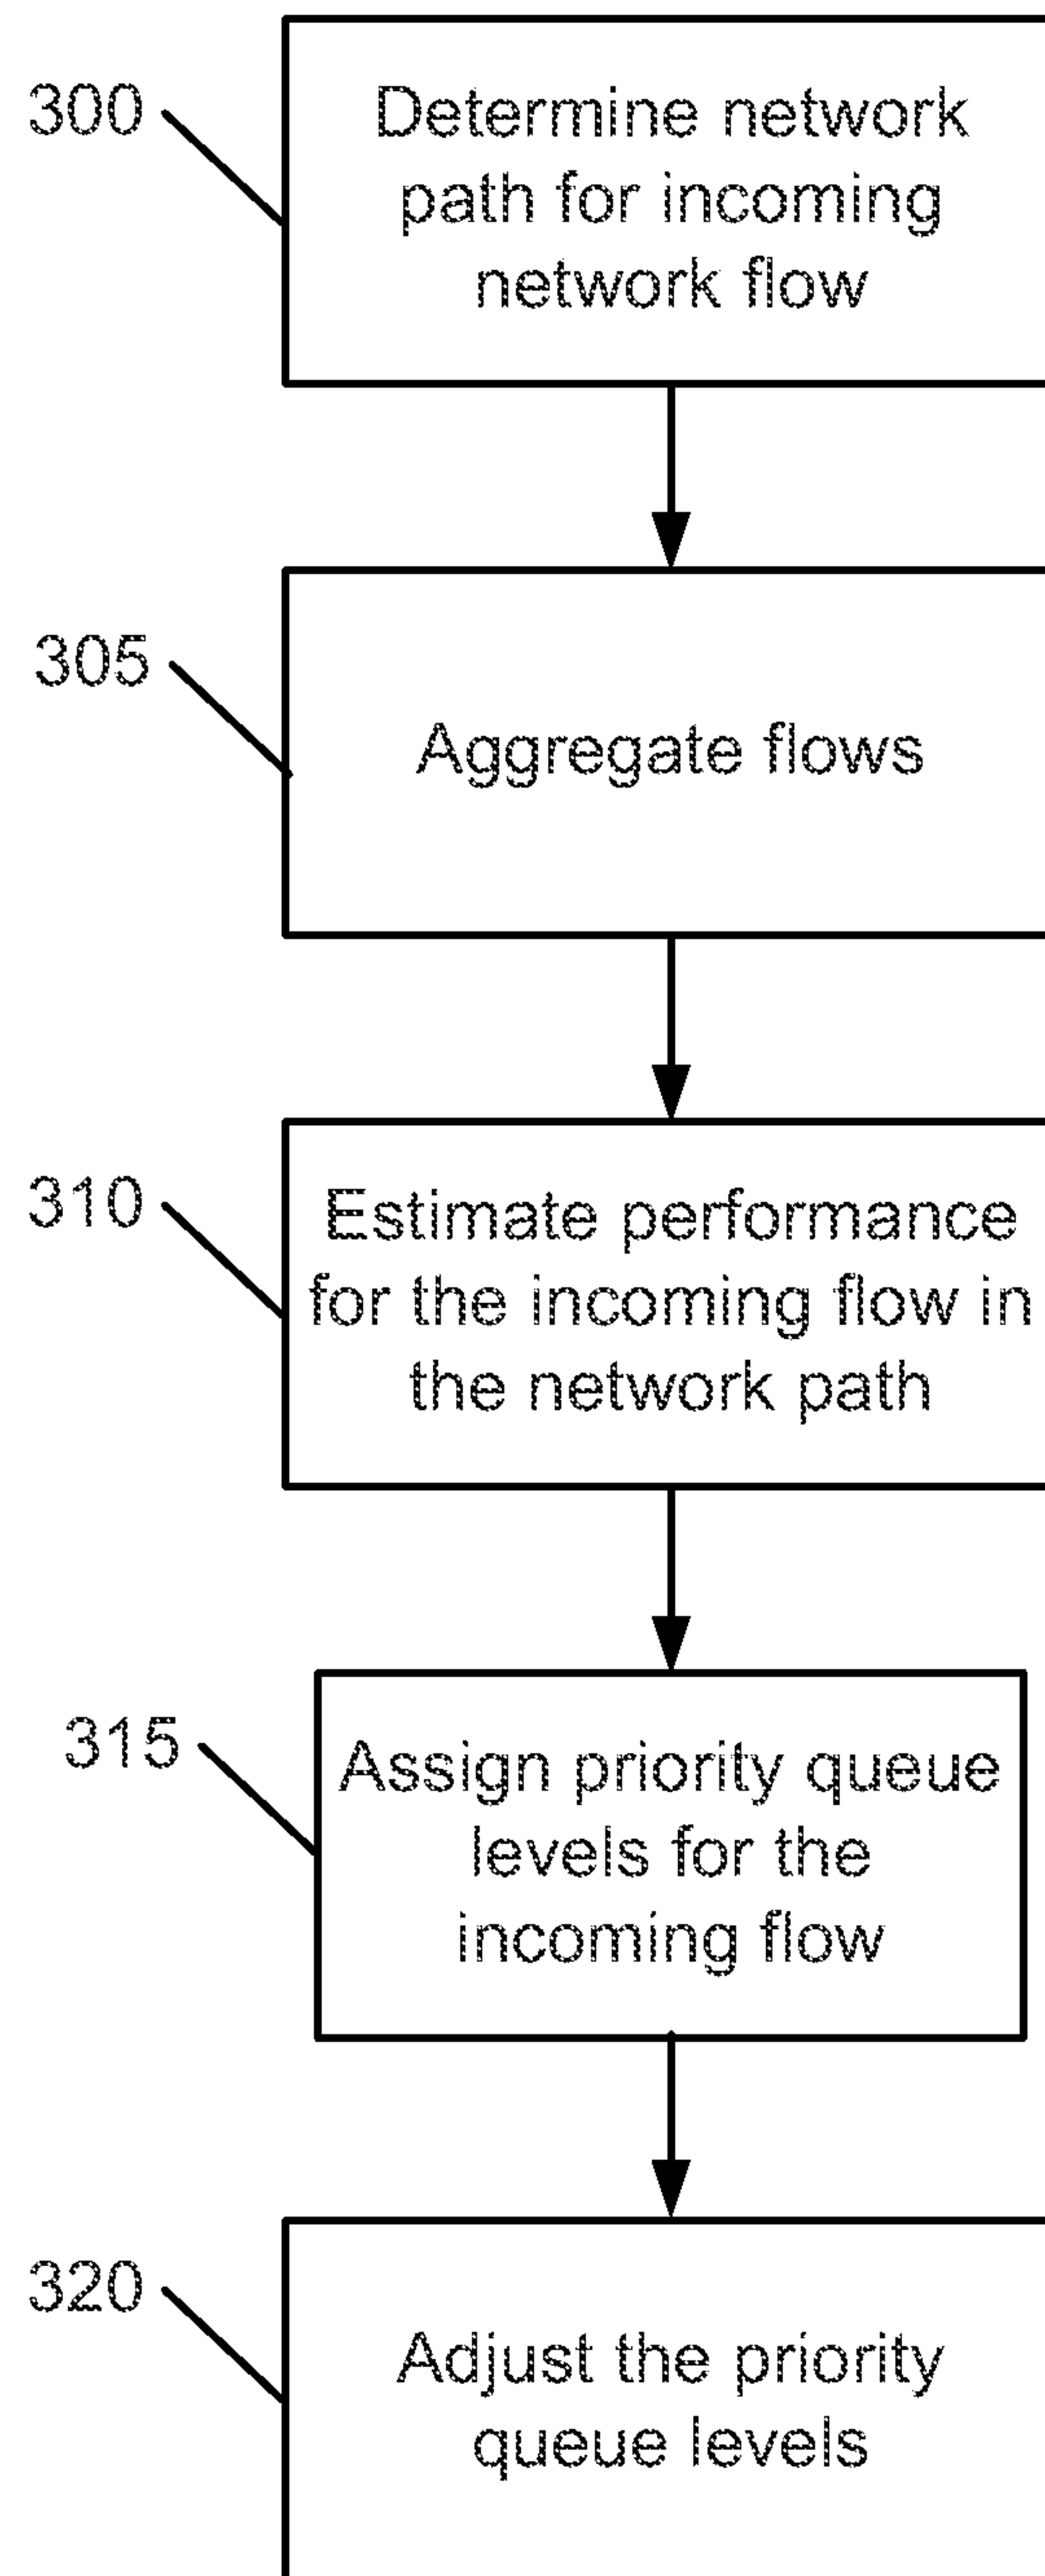 300
Determine network
path for incoming
network flow
305
Aggregate flows
310
Estimate performance
for the incoming flow in
the network path
315
Assign priority queue
levels for the
incoming flow
320
Adjust the priority
queue levels